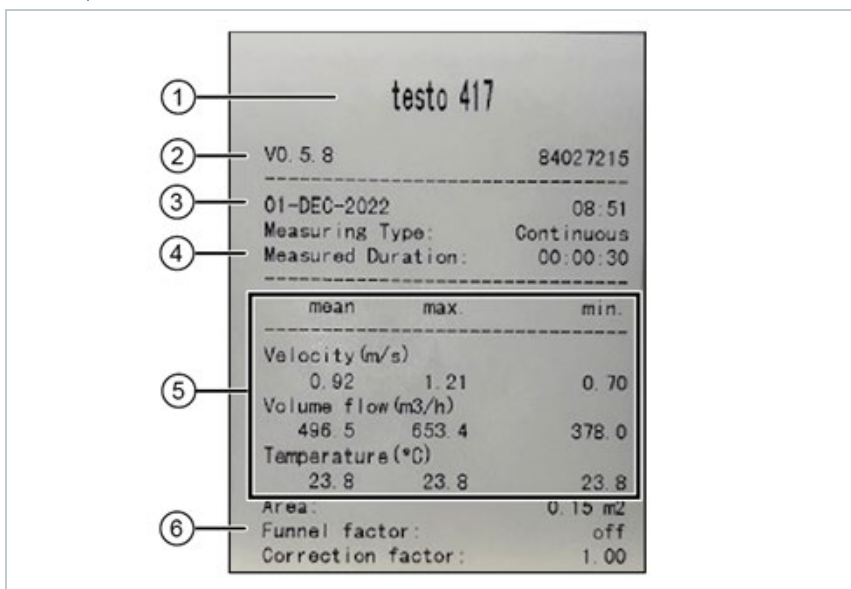 ① testo 417
② V0.5.8 84027215
③ 01-DEC-2022 08:51
Measuring Type: Continuous
④ Measured Duration: 00:00:30
mean max. min.
Velocity(m/s)
⑤ 0.92 1.21 0.70
Volume flow(m3/h)
496.5 653.4 378.0
Temperature(°C)
23.8 23.8 23.8
Area: 0.15 m2
⑥ Funnel factor: off
Correction factor: 1.00